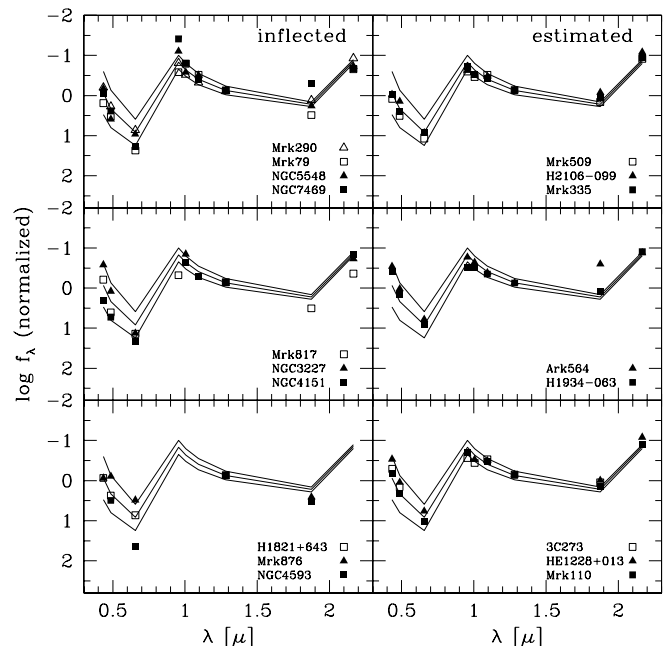 inflected
estimated
-2
-1
0
1
2
Mrk290
Mrk79
NGC5548
NGC7469
Mrk509
H2106-099
Mrk335
-2
-1
0
1
2
Mrk817
NGC3227
NGC4151
Ark564
H1934-063
-2
-1
0
1
2
H1821+643
Mrk876
NGC4593
3C273
HE1228+013
Mrk110
0.5 1 1.5 2
0.5 1 1.5 2
λ [μ]
λ [μ]
log f_λ (normalized)